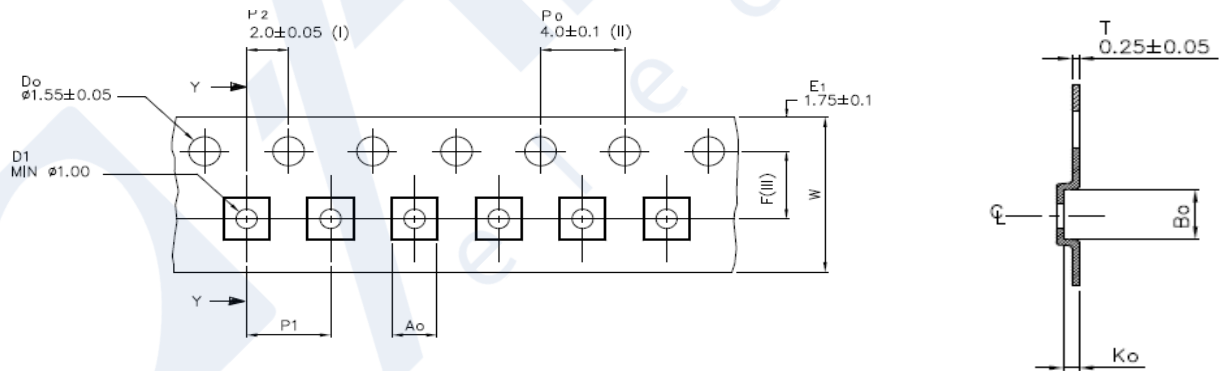 P2
2.0±0.05 (I)
Po
4.0±0.1 (II)
T
0.25±0.05
Do
ø1.55±0.05
Y
E1
1.75±0.1
D1
MIN ø1.00
F(III)
W
℄
Bo
Y
P1
Ao
Ko